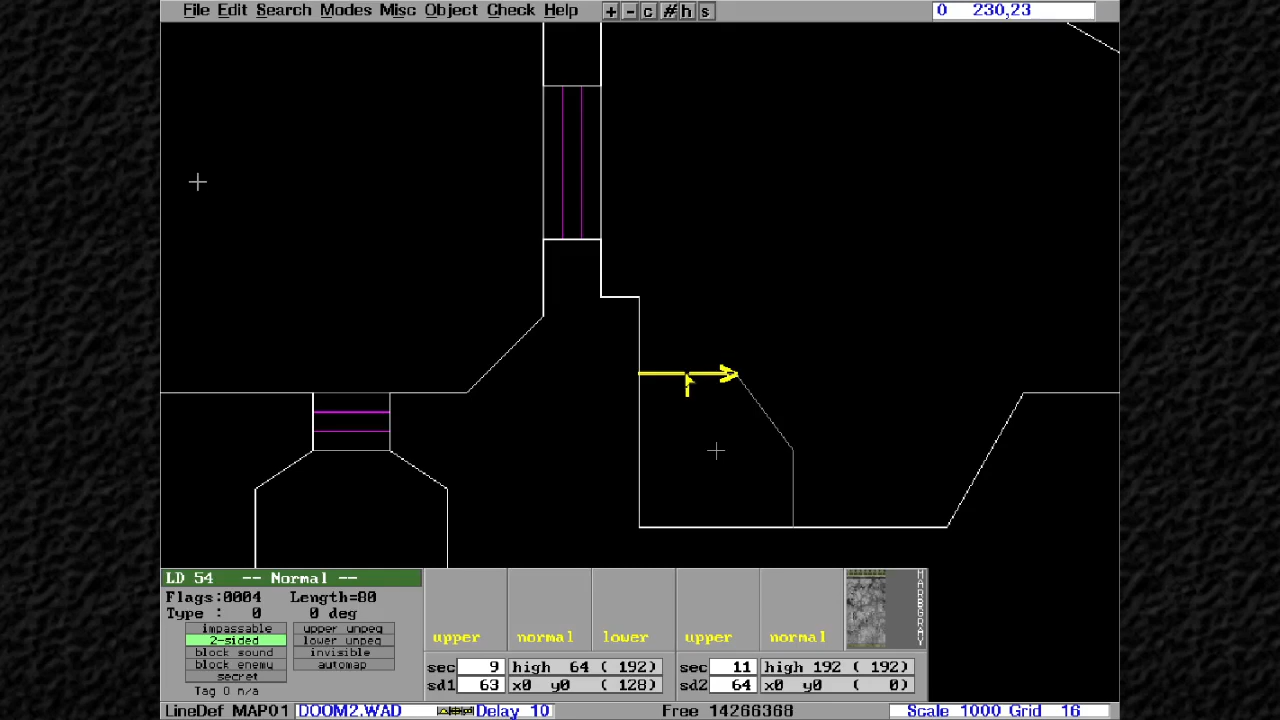 File Edit Search Modes Misc Object Check Help + - c # h s 0 230,23
LD 54 -- Normal --
Flags:0004 Length=80
Type : 0 0 deg
impassable upper unpeg
2-sided lower unpeg
block sound invisible
block enemy automap
secret
Tag 0 n/a
upper normal lower upper normal
MARBGRAY
sec 9 high 64 ( 192) sec 11 high 192 ( 192)
sd1 63 x0 y0 ( 128) sd2 64 x0 y0 ( 0)
LineDef MAP01 DOOM2.WAD Delay 10 Free 14266368 Scale 1000 Grid 16